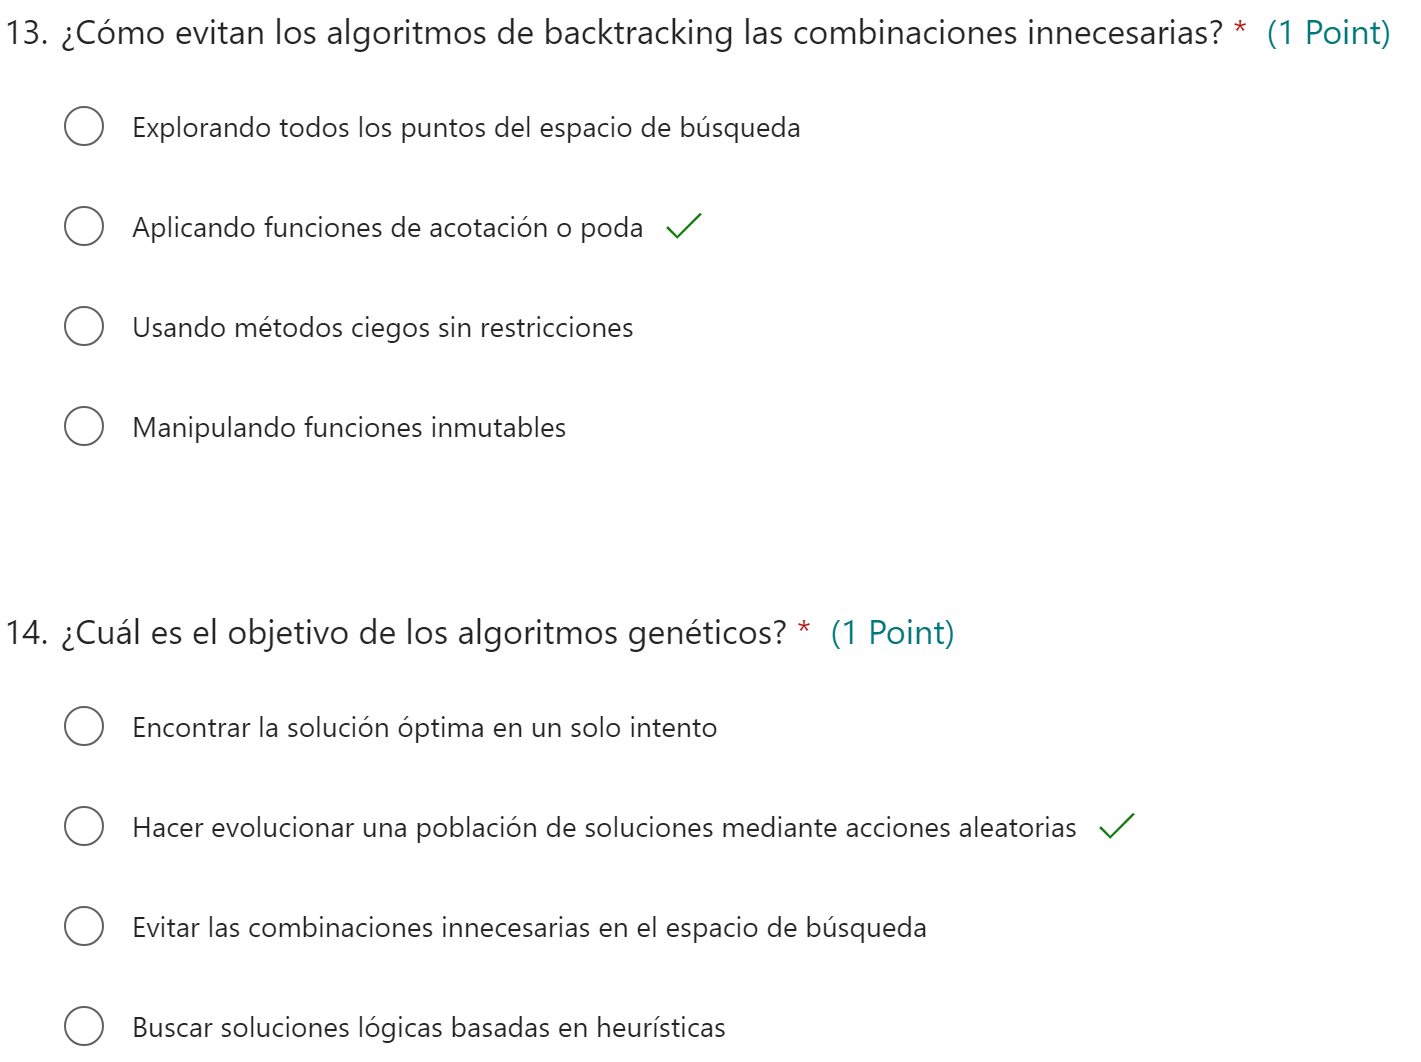 13. ¿Cómo evitan los algoritmos de backtracking las combinaciones innecesarias? * (1 Point)
Explorando todos los puntos del espacio de búsqueda
Aplicando funciones de acotación o poda
Usando métodos ciegos sin restricciones
Manipulando funciones inmutables
14. ¿Cuál es el objetivo de los algoritmos genéticos? * (1 Point)
Encontrar la solución óptima en un solo intento
Hacer evolucionar una población de soluciones mediante acciones aleatorias
Evitar las combinaciones innecesarias en el espacio de búsqueda
Buscar soluciones lógicas basadas en heurísticas